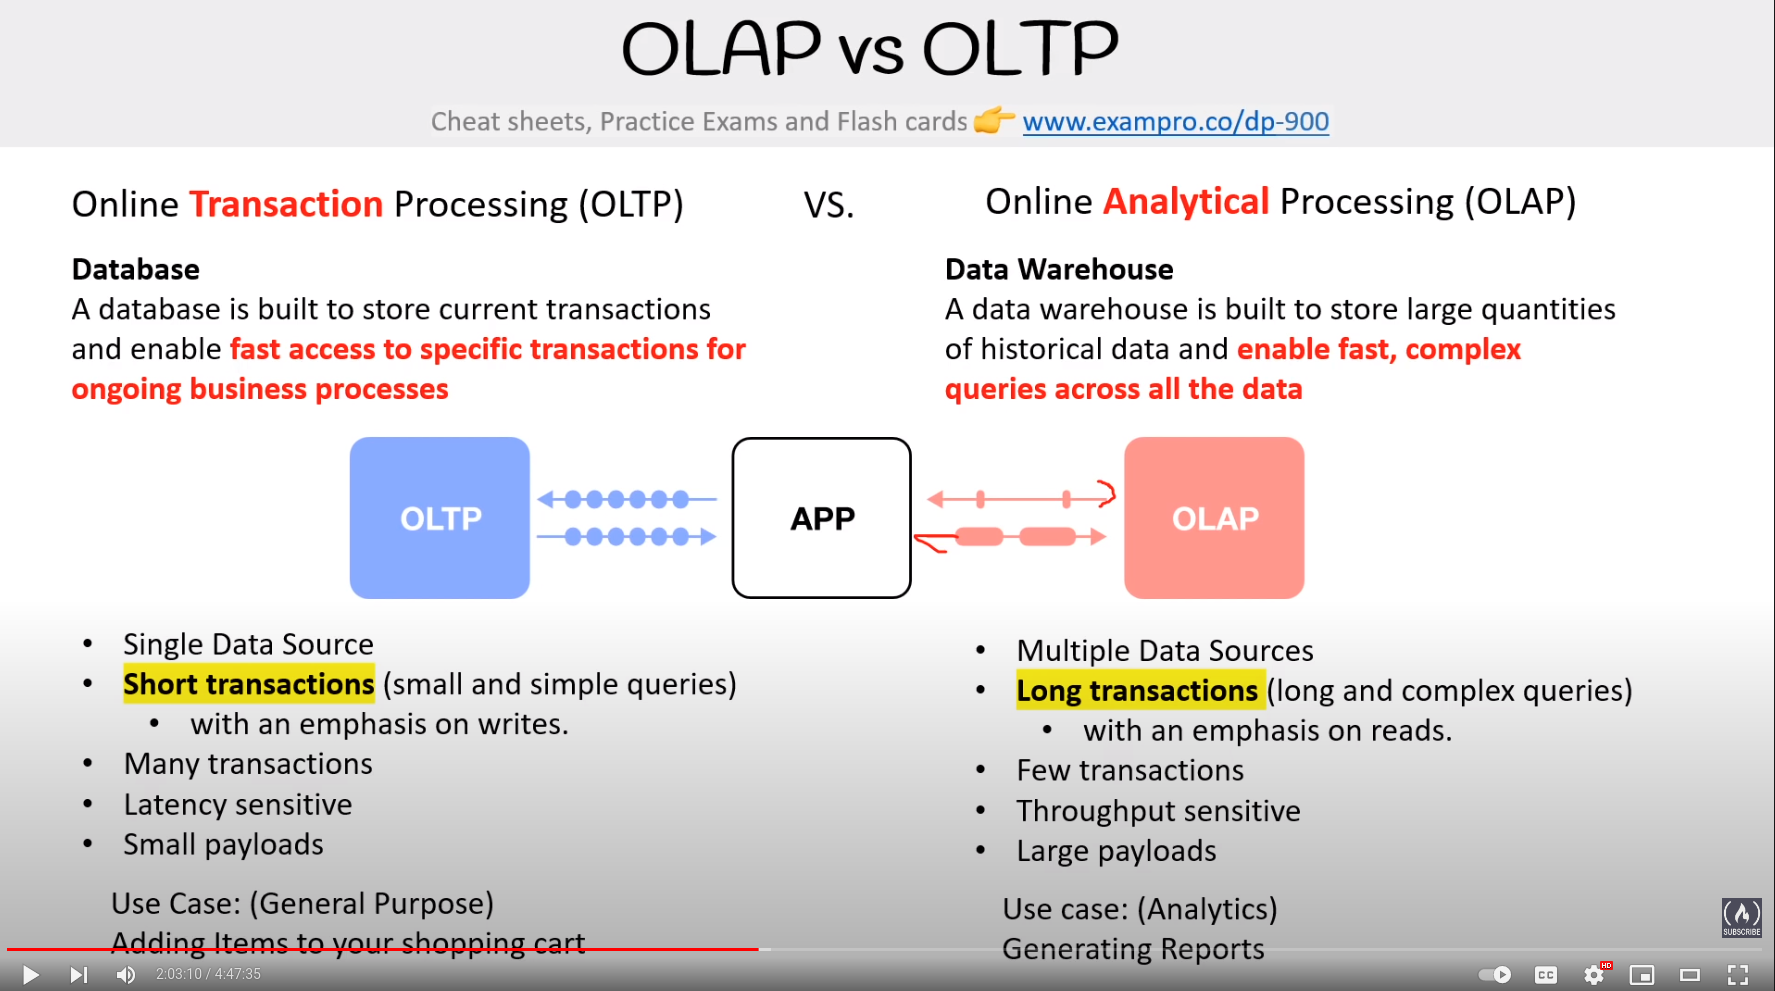 OLAP vs OLTP
Cheat sheets, Practice Exams and Flash cards 👉 www.exampro.co/dp-900
Online Transaction Processing (OLTP)
VS.
Online Analytical Processing (OLAP)
Database
A database is built to store current transactions
and enable fast access to specific transactions for
ongoing business processes
Data Warehouse
A data warehouse is built to store large quantities
of historical data and enable fast, complex
queries across all the data
OLTP
APP
OLAP
• Single Data Source
• Short transactions (small and simple queries)
• with an emphasis on writes.
• Many transactions
• Latency sensitive
• Small payloads
Use Case: (General Purpose)
Adding Items to your shopping cart
• Multiple Data Sources
• Long transactions (long and complex queries)
• with an emphasis on reads.
• Few transactions
• Throughput sensitive
• Large payloads
Use case: (Analytics)
Generating Reports
SUBSCRIBE
2:03:10 / 4:47:35
CC
HD